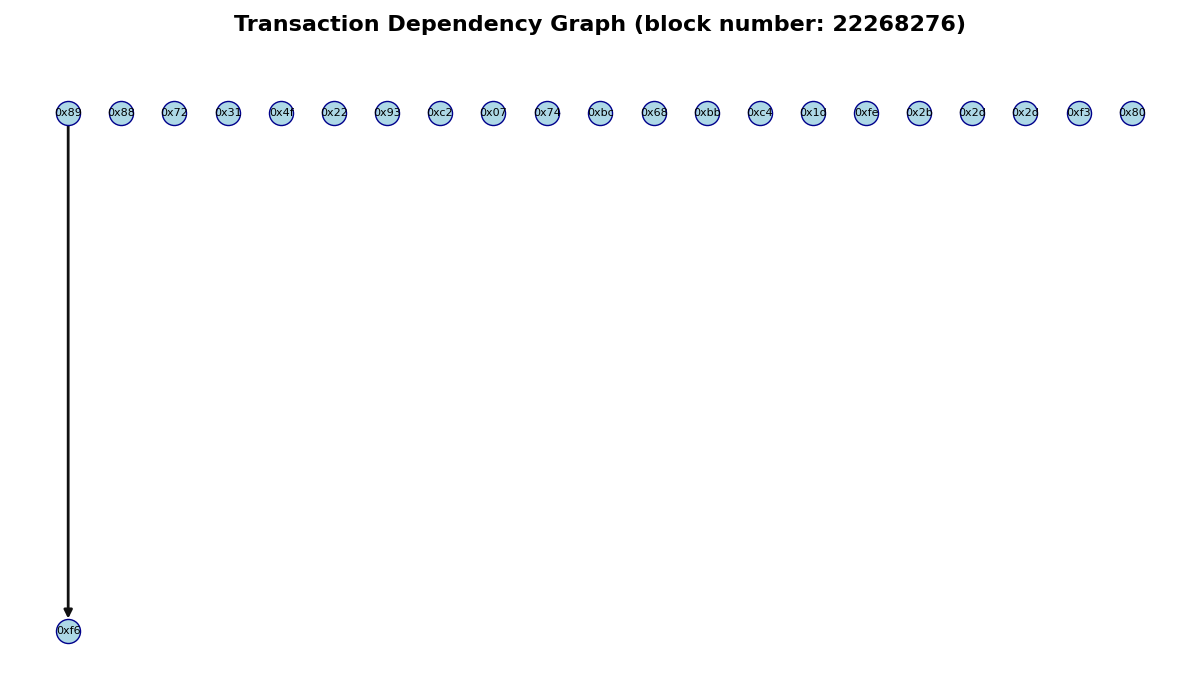 Transaction Dependency Graph (block number: 22268276)
0x89 0x88 0x72 0x31 0x4f 0x22 0x93 0xc2 0x07 0x74 0xbc 0x68 0xbb 0xc4 0x1d 0xfe 0x2b 0x2d 0x2d 0xf3 0x80
0xf6